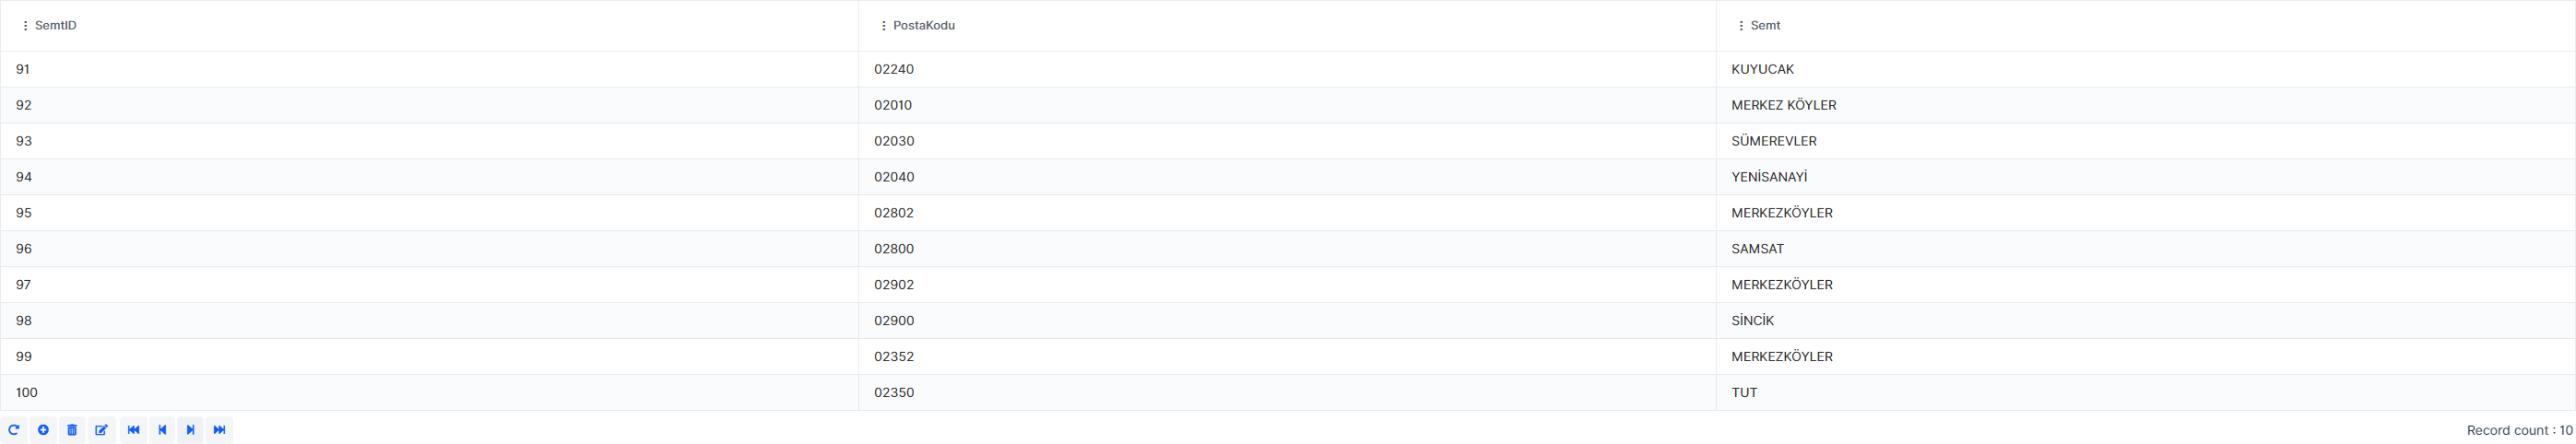 SemtID PostaKodu Semt
91 02240 KUYUCAK
92 02010 MERKEZ KÖYLER
93 02030 SÜMEREVLER
94 02040 YENİSANAYİ
95 02802 MERKEZKÖYLER
96 02800 SAMSAT
97 02902 MERKEZKÖYLER
98 02900 SİNCİK
99 02352 MERKEZKÖYLER
100 02350 TUT
Record count : 10